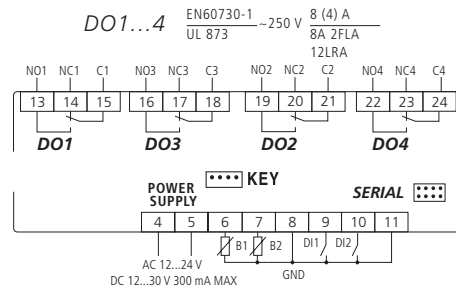 DO1...4 EN60730-1 ~250 V 8 (4) A
UL 873 8A 2FLA
12LRA
NO1 NC1 C1 NO3 NC3 C3 NO2 NC2 C2 NO4 NC4 C4
13 14 15 16 17 18 19 20 21 22 23 24
DO1 DO3 DO2 DO4
KEY
POWER
SUPPLY
SERIAL
4 5 6 7 8 9 10 11
B1 B2 DI1 DI2
AC 12...24 V
GND
DC 12...30 V 300 mA MAX